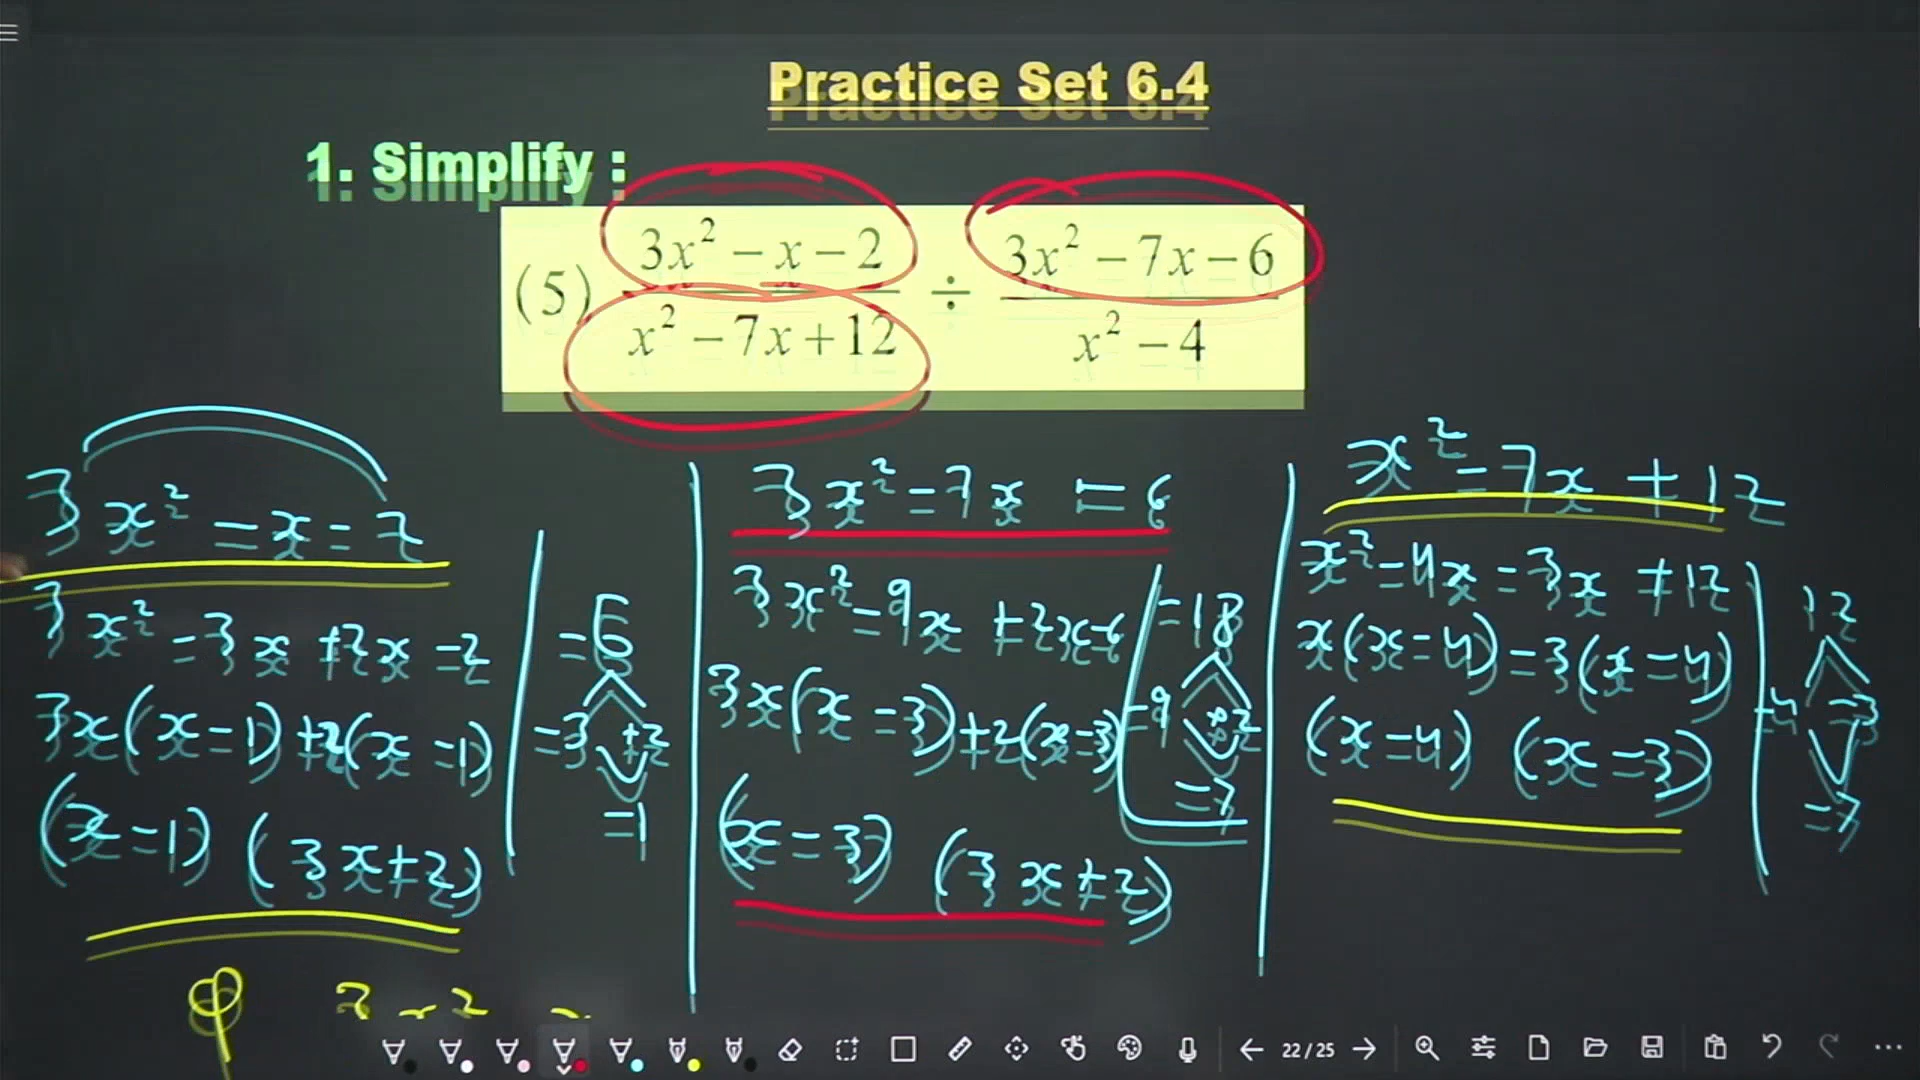 Practice Set 6.4
1. Simplify :
(5) (3x² − x − 2)/(x² − 7x + 12) ÷ (3x² − 7x − 6)/(x² − 4)
3x² − x − 2
3x² − 3x + 2x − 2
3x(x − 1) + 2(x − 1)
(x − 1) (3x + 2)
−6
−3 +2
−1
3x² − 7x − 6
3x² − 9x + 2x − 6
3x(x − 3) + 2(x − 3)
(x − 3) (3x + 2)
−18
−9 +2
−7
x² − 7x + 12
x² − 4x − 3x + 12
x(x − 4) − 3(x − 4)
(x − 4) (x − 3)
12
−4 −3
−7
22 / 25